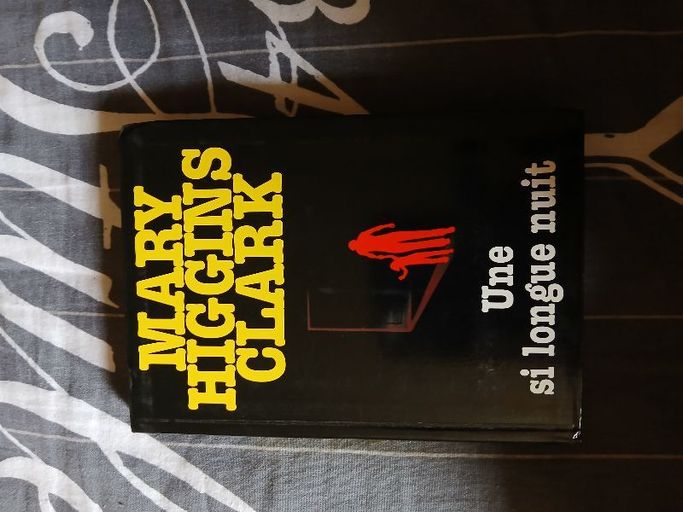 MARY
HIGGINS
CLARK
Une
si longue nuit